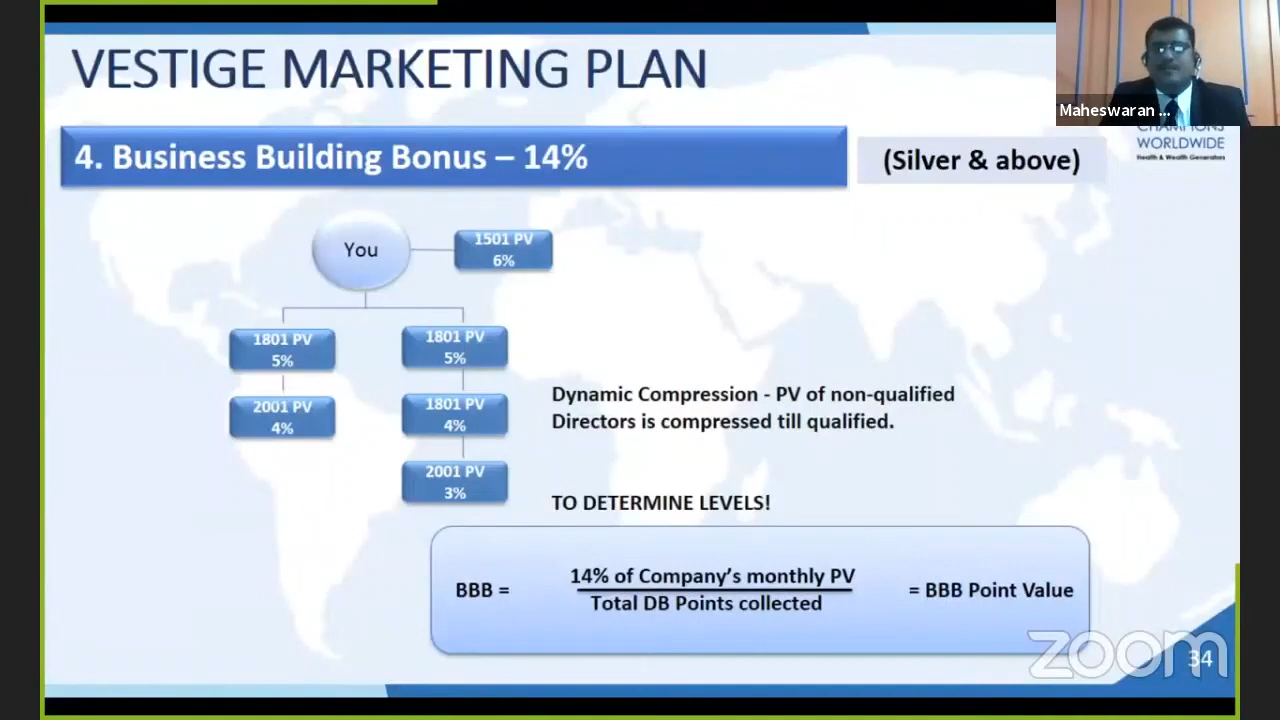 VESTIGE MARKETING PLAN
Maheswaran ...
CHAMPIONS
WORLDWIDE
Health & Wealth Generators
4. Business Building Bonus – 14%
(Silver & above)
You
1501 PV
6%
1801 PV
5%
1801 PV
5%
2001 PV
4%
1801 PV
4%
2001 PV
3%
Dynamic Compression - PV of non-qualified
Directors is compressed till qualified.
TO DETERMINE LEVELS!
BBB =
14% of Company's monthly PV
Total DB Points collected
= BBB Point Value
zoom
34